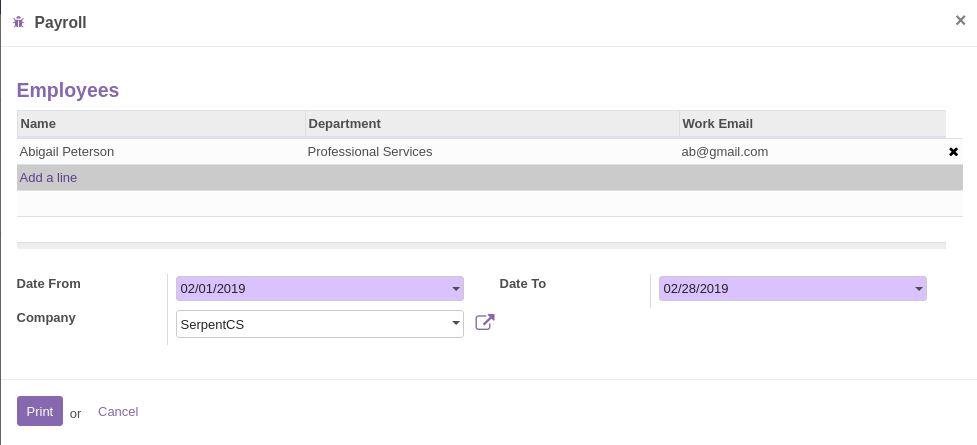 Payroll
×
Employees
Name Department Work Email
Abigail Peterson Professional Services ab@gmail.com
Add a line
Date From 02/01/2019 Date To 02/28/2019
Company SerpentCS
Print or Cancel